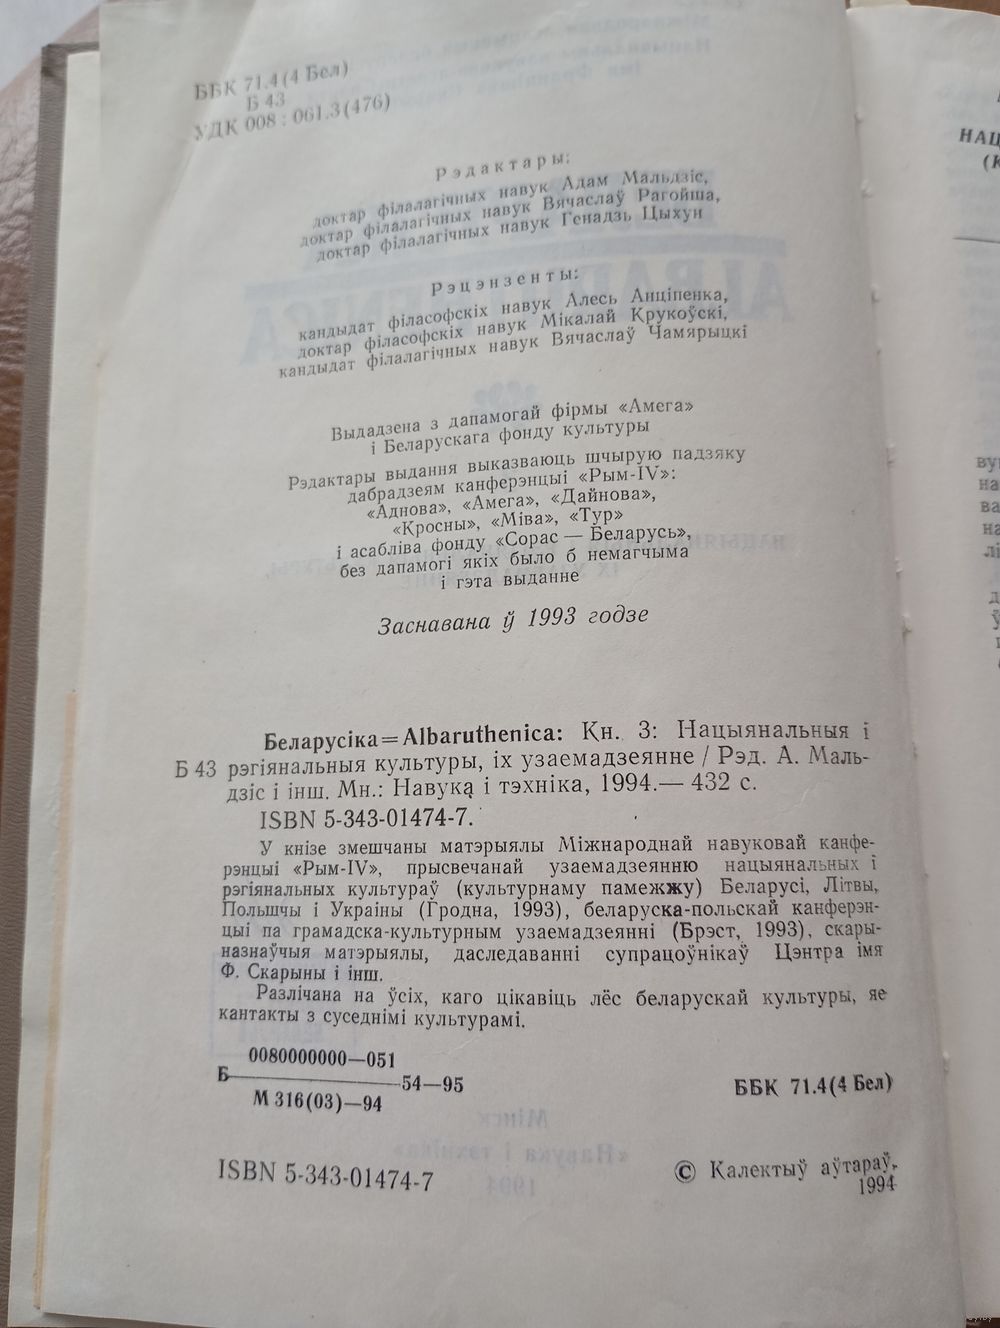 ББК 71.4(4 Бел)
Б 43
УДК 008 : 061.3(476)
Рэдактары:
доктар філалагічных навук Адам Мальдзіс,
доктар філалагічных навук Вячаслаў Рагойша,
доктар філалагічных навук Генадзь Цыхун
Рэцэнзенты:
кандыдат філасофскіх навук Алесь Анціпенка,
доктар філасофскіх навук Мікалай Крукоўскі,
кандыдат філалагічных навук Вячаслаў Чамярыцкі
Выдадзена з дапамогай фірмы «Амега»
і Беларускага фонду культуры
Рэдактары выдання выказваюць шчырую падзяку
дабрадзеям канферэнцыі «Рым-IV»:
«Аднова», «Амега», «Дайнова»,
«Кросны», «Міва», «Тур»
і асабліва фонду «Сорас — Беларусь»,
без дапамогі якіх было б немагчыма
і гэта выданне
Заснавана ў 1993 годзе
Беларусіка=Albaruthenica: Кн. 3: Нацыянальныя і
Б 43 рэгіянальныя культуры, іх узаемадзеянне / Рэд. А. Маль-
дзіс і інш. Мн.: Навука і тэхніка, 1994.— 432 с.
ISBN 5-343-01474-7.
У кнізе змешчаны матэрыялы Міжнароднай навуковай канфе-
рэнцыі «Рым-IV», прысвечанай узаемадзеянню нацыянальных і
рэгіянальных культураў (культурнаму памежжу) Беларусі, Літвы,
Польшчы і Украіны (Гродна, 1993), беларуска-польскай канферэн-
цыі па грамадска-культурным узаемадзеянні (Брэст, 1993), скары-
назнаўчыя матэрыялы, даследаванні супрацоўнікаў Цэнтра імя
Ф. Скарыны і інш.
Разлічана на ўсіх, каго цікавіць лёс беларускай культуры, яе
кантакты з суседнімі культурамі.
0080000000—051
Б 54—95
М 316(03)—94
ББК 71.4(4 Бел)
ISBN 5-343-01474-7
© Калектыў аўтараў,
1994
НАЦ